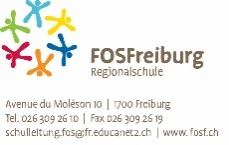 FOSFreiburg
Regionalschule
Avenue du Moléson 10 | 1700 Freiburg
Tel. 026 309 26 10 | Fax 026 309 26 19
schulleitung.fos@fr.educanet2.ch | www. fosf.ch